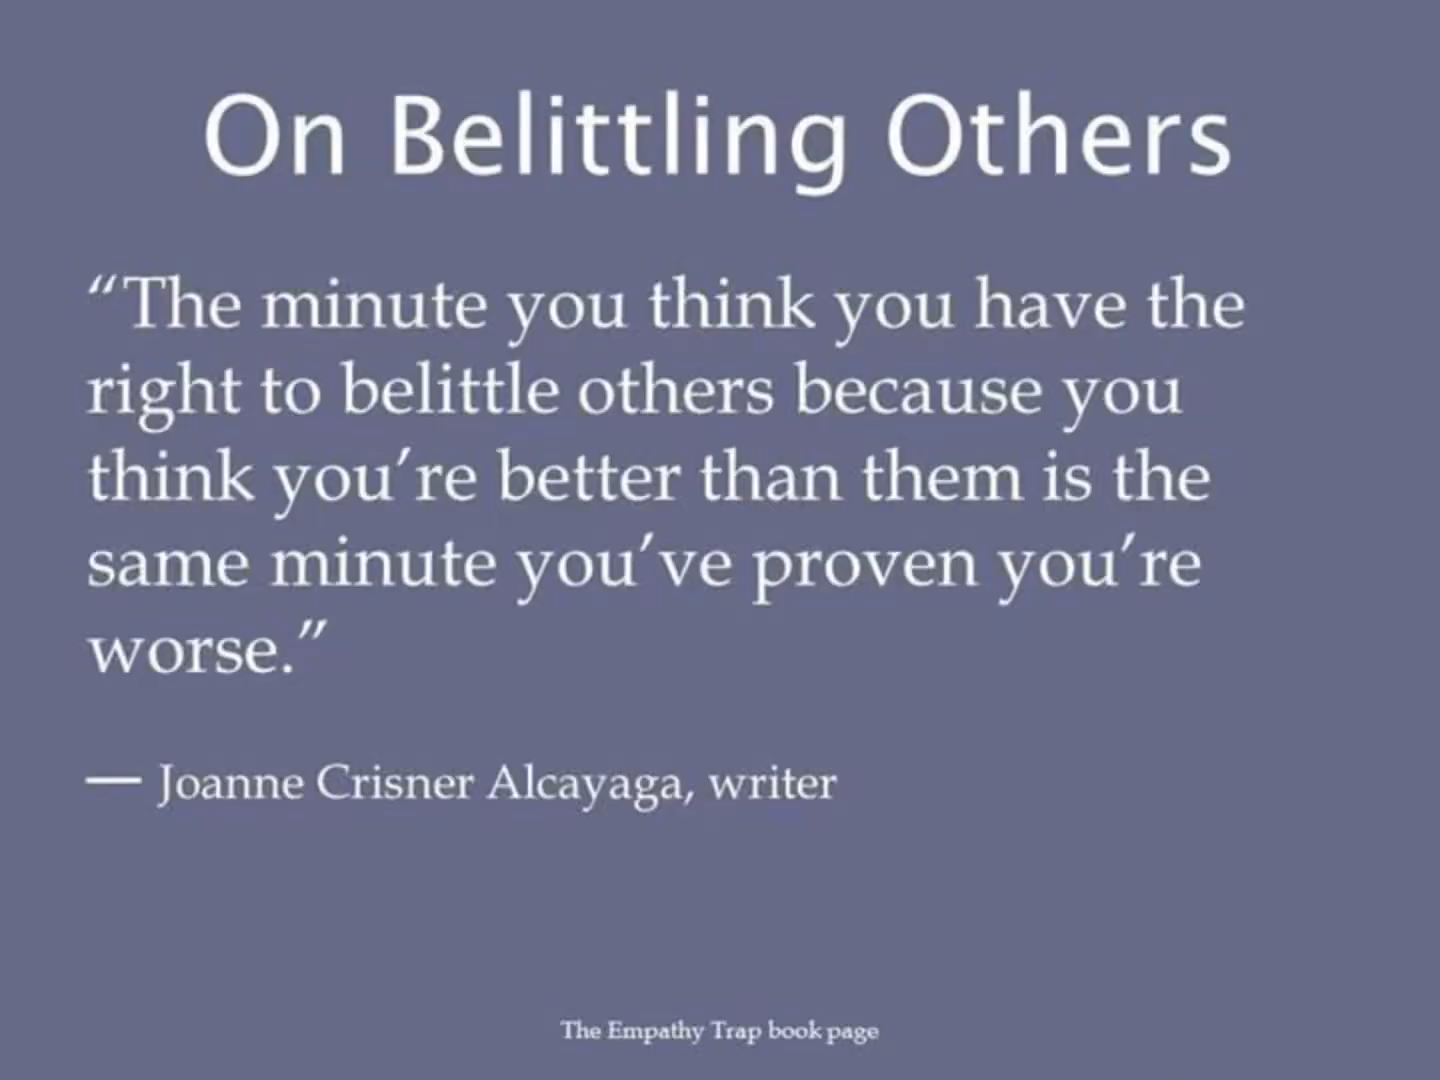 On Belittling Others
“The minute you think you have the
right to belittle others because you
think you’re better than them is the
same minute you’ve proven you’re
worse.”
— Joanne Crisner Alcayaga, writer
The Empathy Trap book page